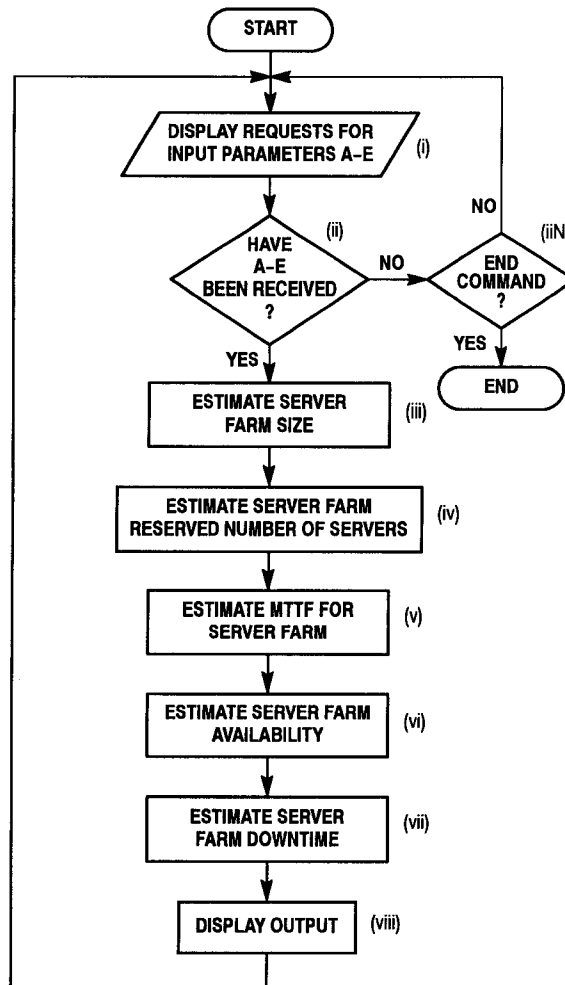 START
DISPLAY REQUESTS FOR
INPUT PARAMETERS A-E
(i)
HAVE
A-E
BEEN RECEIVED
?
(ii)
NO
END
COMMAND
?
(iiN
NO
YES
END
YES
ESTIMATE SERVER
FARM SIZE
(iii)
ESTIMATE SERVER FARM
RESERVED NUMBER OF SERVERS
(iv)
ESTIMATE MTTF FOR
SERVER FARM
(v)
ESTIMATE SERVER FARM
AVAILABILITY
(vi)
ESTIMATE SERVER
FARM DOWNTIME
(vii)
DISPLAY OUTPUT
(viii)